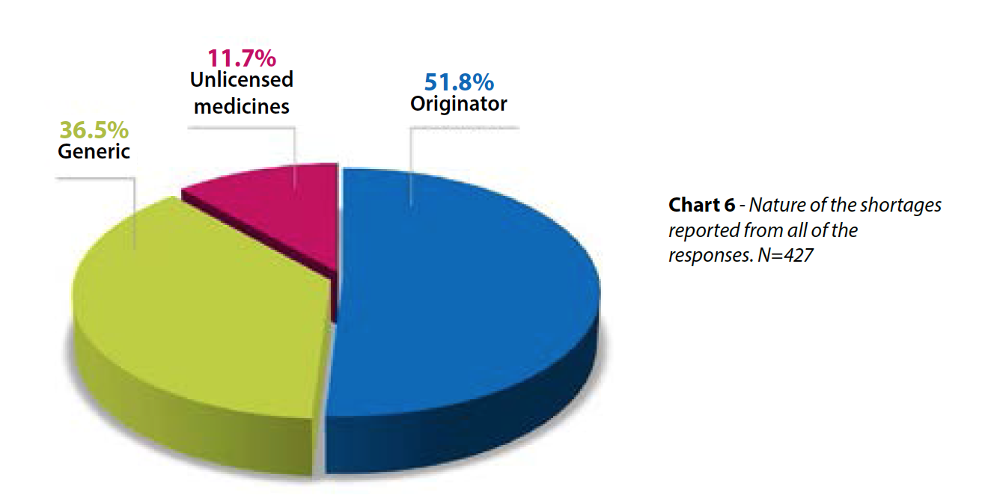 11.7%
Unlicensed
medicines
51.8%
Originator
36.5%
Generic
Chart 6 - Nature of the shortages
reported from all of the
responses. N=427